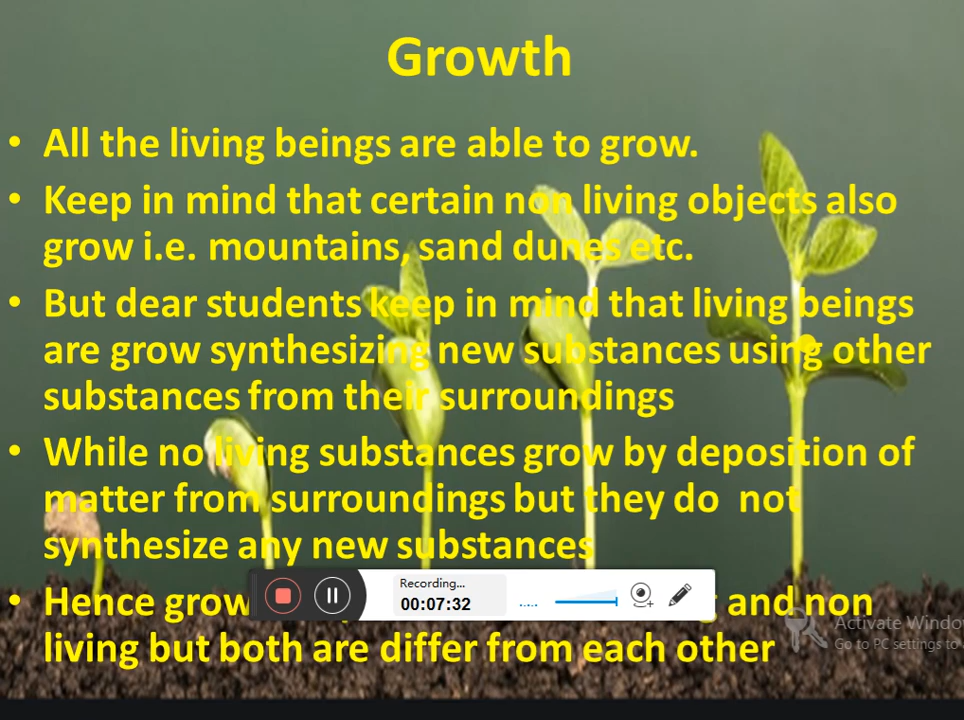 Growth
• All the living beings are able to grow.
• Keep in mind that certain non living objects also
grow i.e. mountains, sand dunes etc.
• But dear students keep in mind that living beings
are grow synthesizing new substances using other
substances from their surroundings
• While no living substances grow by deposition of
matter from surroundings but they do not
synthesize any new substances
Recording...
00:07:32
• Hence and non
living but both are differ from each other
Activate Windo
Go to PC settings to